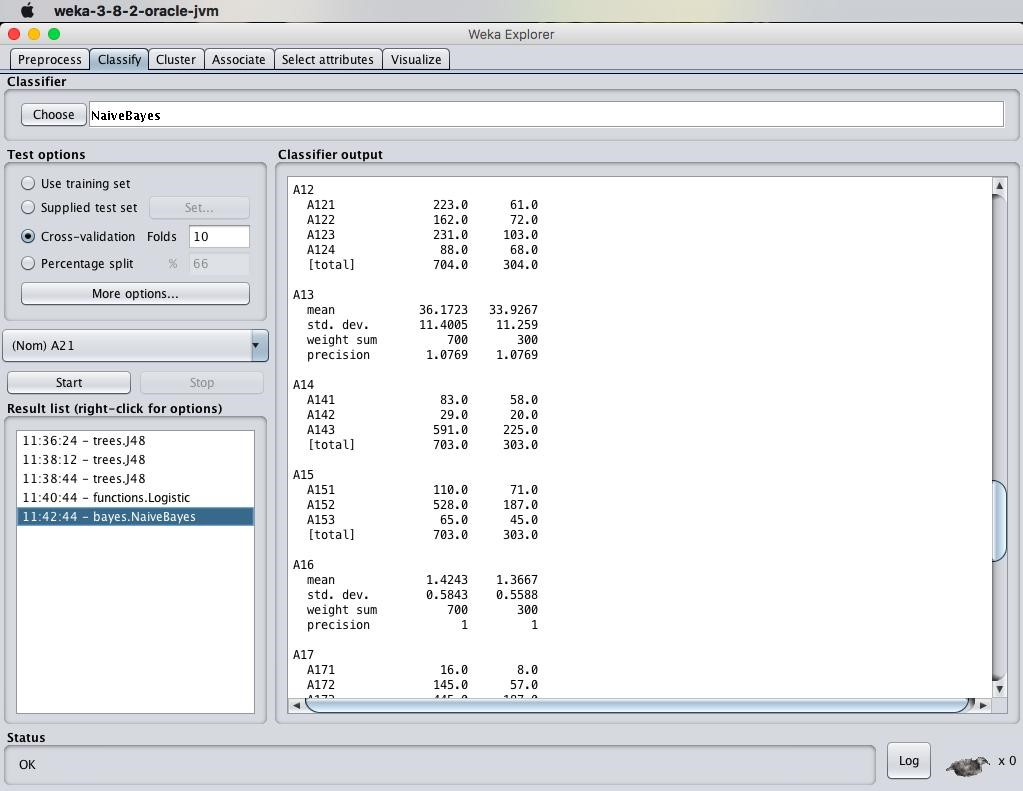 weka-3-8-2-oracle-jvm
Weka Explorer
Preprocess Classify Cluster Associate Select attributes Visualize
Classifier
Choose NaiveBayes
Test options
Use training set
Supplied test set Set...
Cross-validation Folds 10
Percentage split % 66
More options...
(Nom) A21
Start Stop
Result list (right-click for options)
11:36:24 - trees.J48
11:38:12 - trees.J48
11:38:44 - trees.J48
11:40:44 - functions.Logistic
11:42:44 - bayes.NaiveBayes
Classifier output
A12
A121 223.0 61.0
A122 162.0 72.0
A123 231.0 103.0
A124 88.0 68.0
[total] 704.0 304.0
A13
mean 36.1723 33.9267
std. dev. 11.4005 11.259
weight sum 700 300
precision 1.0769 1.0769
A14
A141 83.0 58.0
A142 29.0 20.0
A143 591.0 225.0
[total] 703.0 303.0
A15
A151 110.0 71.0
A152 528.0 187.0
A153 65.0 45.0
[total] 703.0 303.0
A16
mean 1.4243 1.3667
std. dev. 0.5843 0.5588
weight sum 700 300
precision 1 1
A17
A171 16.0 8.0
A172 145.0 57.0
Status
OK
Log x 0